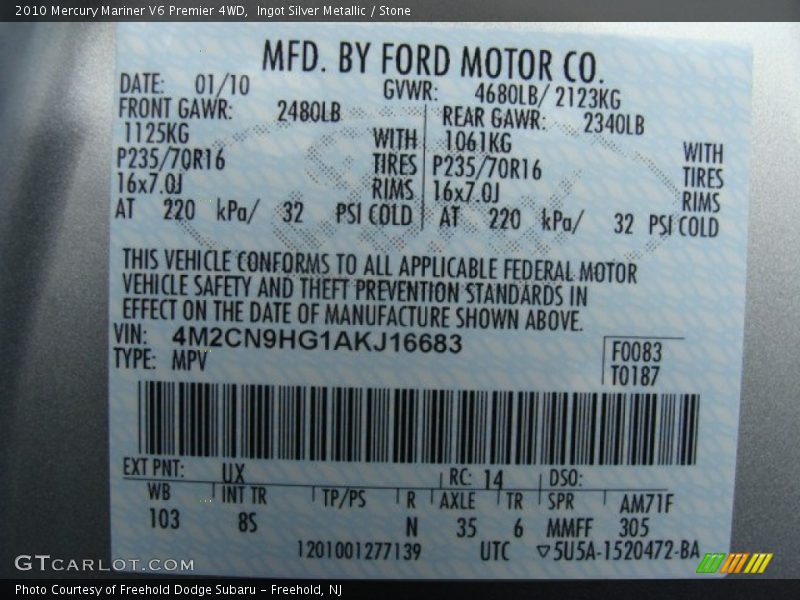 2010 Mercury Mariner V6 Premier 4WD,  Ingot Silver Metallic / Stone
MFD. BY FORD MOTOR CO.
DATE: 01/10 GVWR: 4680LB/ 2123KG
FRONT GAWR: 2480LB REAR GAWR: 2340LB
1125KG WITH 1061KG WITH
P235/70R16 TIRES P235/70R16 TIRES
16x7.0J RIMS 16x7.0J RIMS
AT 220 kPa/ 32 PSI COLD AT 220 kPa/ 32 PSI COLD
THIS VEHICLE CONFORMS TO ALL APPLICABLE FEDERAL MOTOR
VEHICLE SAFETY AND THEFT PREVENTION STANDARDS IN
EFFECT ON THE DATE OF MANUFACTURE SHOWN ABOVE.
VIN: 4M2CN9HG1AKJ16683 F0083
TYPE: MPV T0187
EXT PNT: UX RC: 14 DSO:
WB INT TR TP/PS R AXLE TR SPR AM71F
103 8S N 35 6 MMFF 305
1201001277139 UTC ▽5U5A-1520472-BA
GTCARLOT.COM
Photo Courtesy of Freehold Dodge Subaru – Freehold, NJ